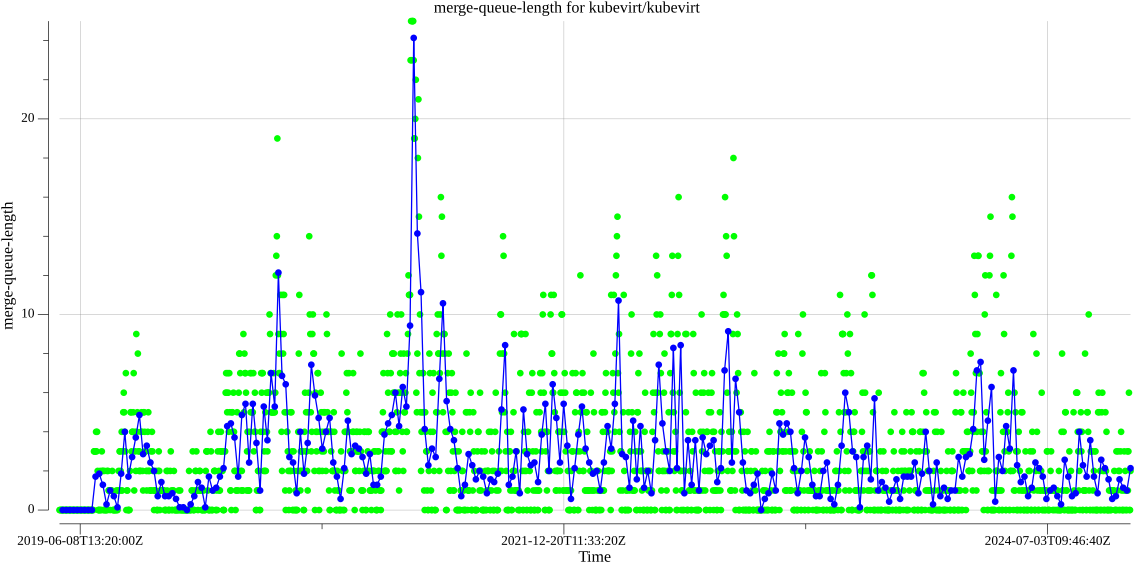 merge-queue-length for kubevirt/kubevirt
merge-queue-length
20
10
0
2019-06-08T13:20:00Z
2021-12-20T11:33:20Z
2024-07-03T09:46:40Z
Time